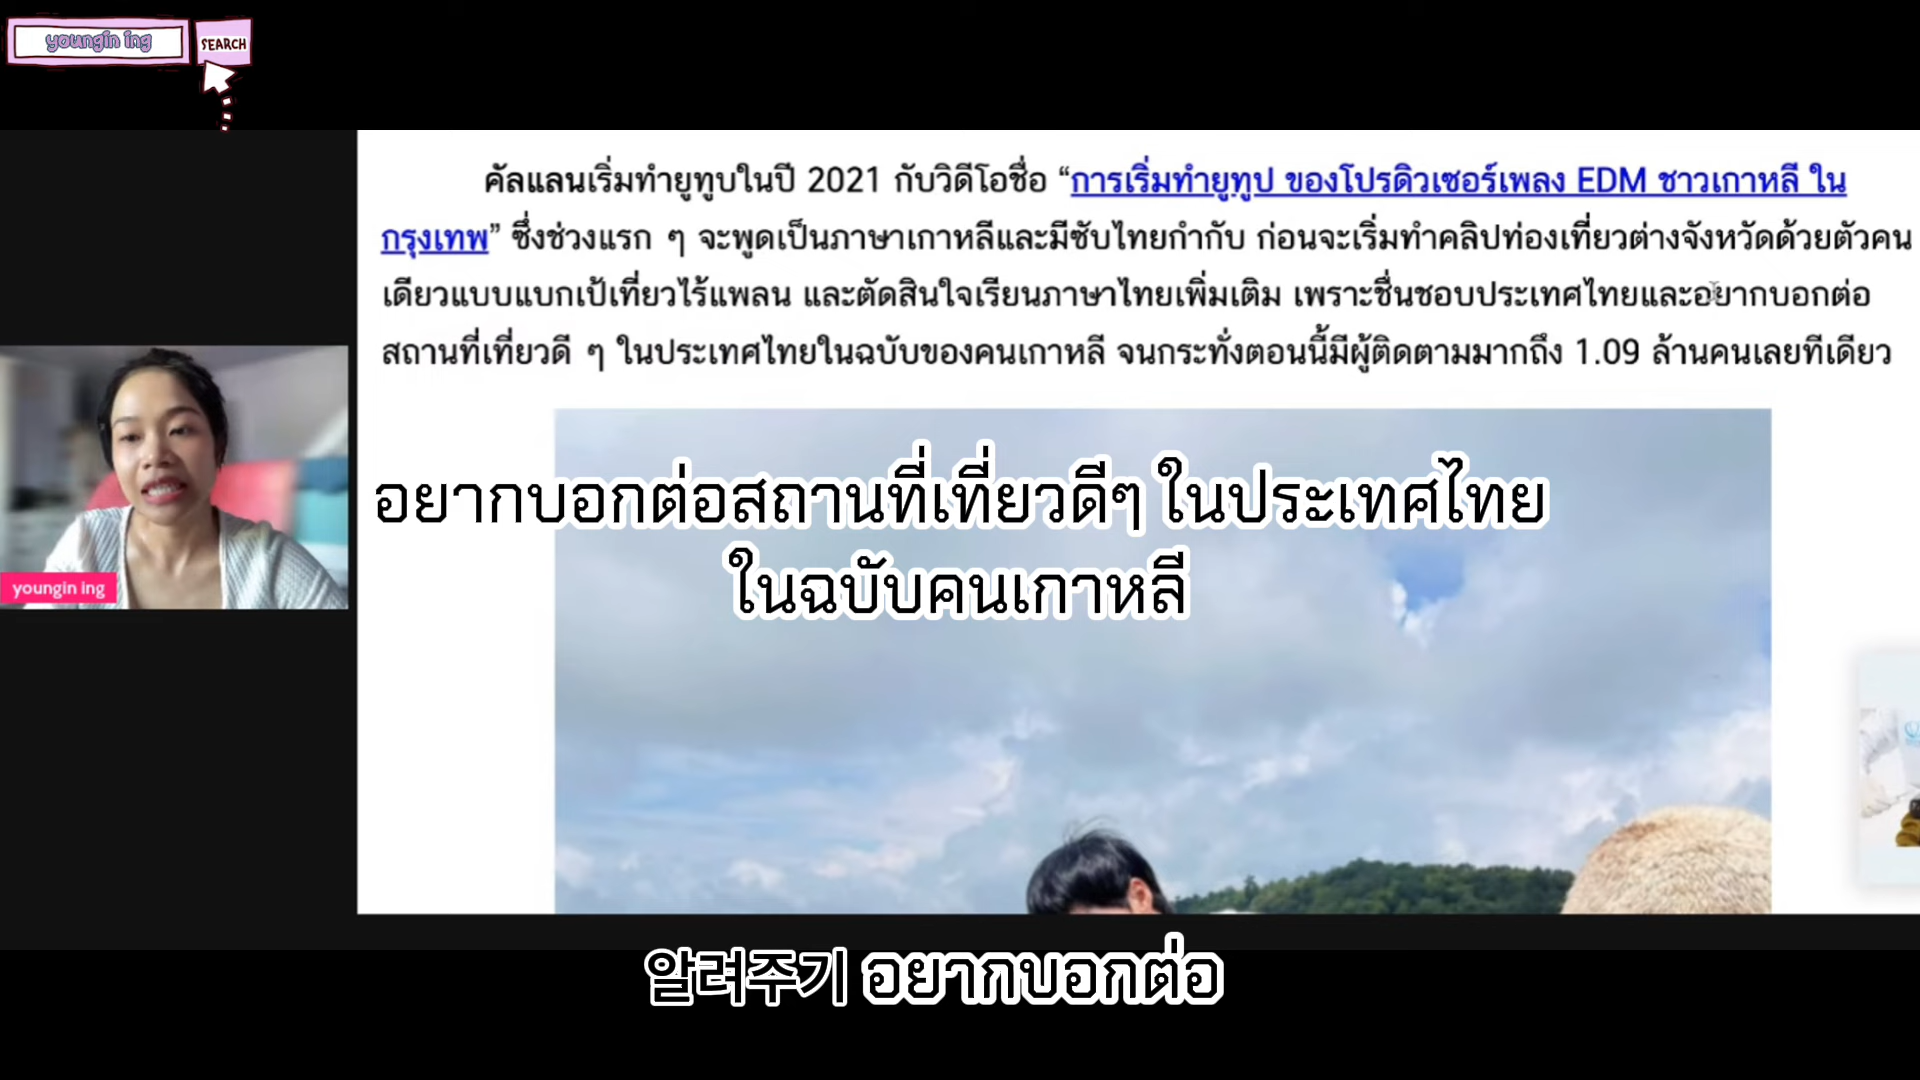 youngin ing
SEARCH
คัลแลนเริ่มทำยูทูบในปี 2021 กับวิดีโอชื่อ “การเริ่มทำยูทูป ของโปรดิวเซอร์เพลง EDM ชาวเกาหลี ใน
กรุงเทพ” ซึ่งช่วงแรก ๆ จะพูดเป็นภาษาเกาหลีและมีซับไทยกำกับ ก่อนจะเริ่มทำคลิปท่องเที่ยวต่างจังหวัดด้วยตัวคน
เดียวแบบแบกเป้เที่ยวไร้แพลน และตัดสินใจเรียนภาษาไทยเพิ่มเติม เพราะชื่นชอบประเทศไทยและอยากบอกต่อ
สถานที่เที่ยวดี ๆ ในประเทศไทยในฉบับของคนเกาหลี จนกระทั่งตอนนี้มีผู้ติดตามมากถึง 1.09 ล้านคนเลยทีเดียว
อยากบอกต่อสถานที่เที่ยวดีๆ ในประเทศไทย
ในฉบับคนเกาหลี
youngin ing
알려주기 อยากบอกต่อ